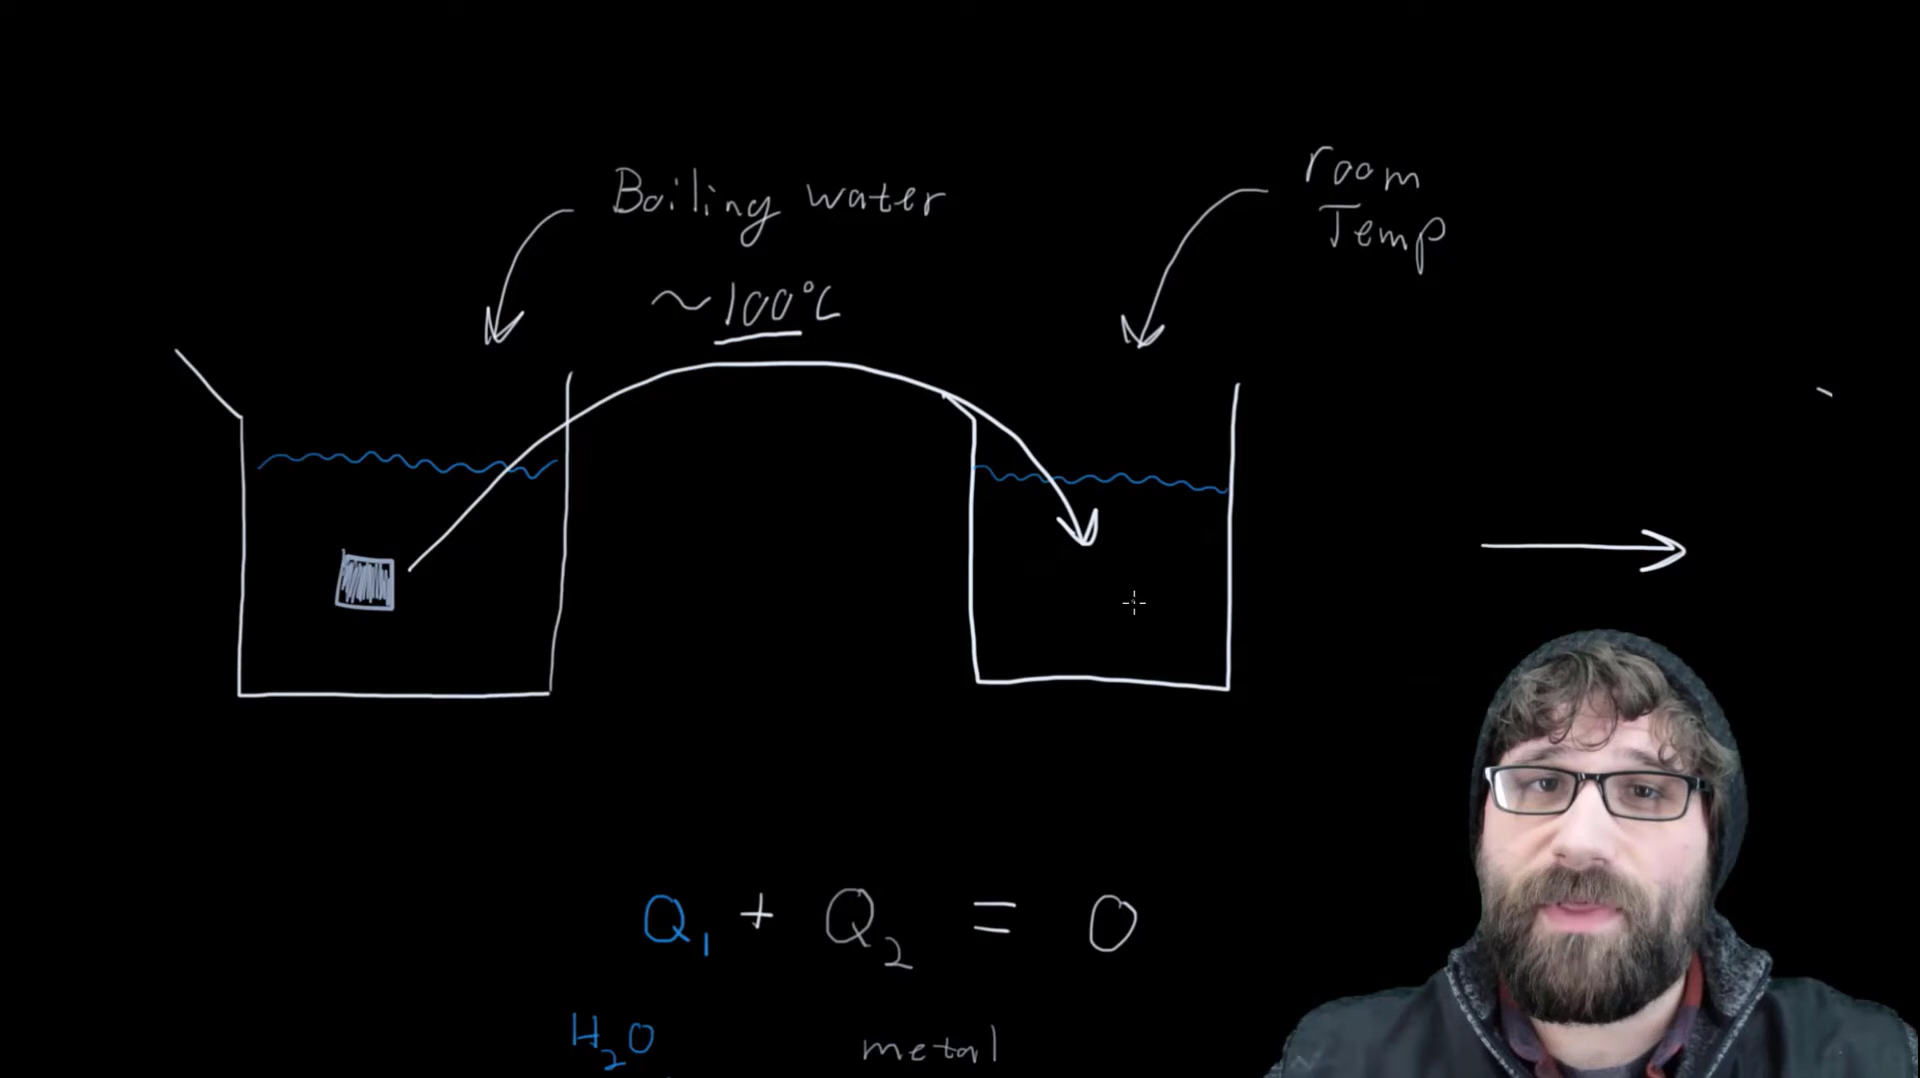 Boiling water
~100°C
room
Temp
Q₁ + Q₂ = 0
H₂O
metal